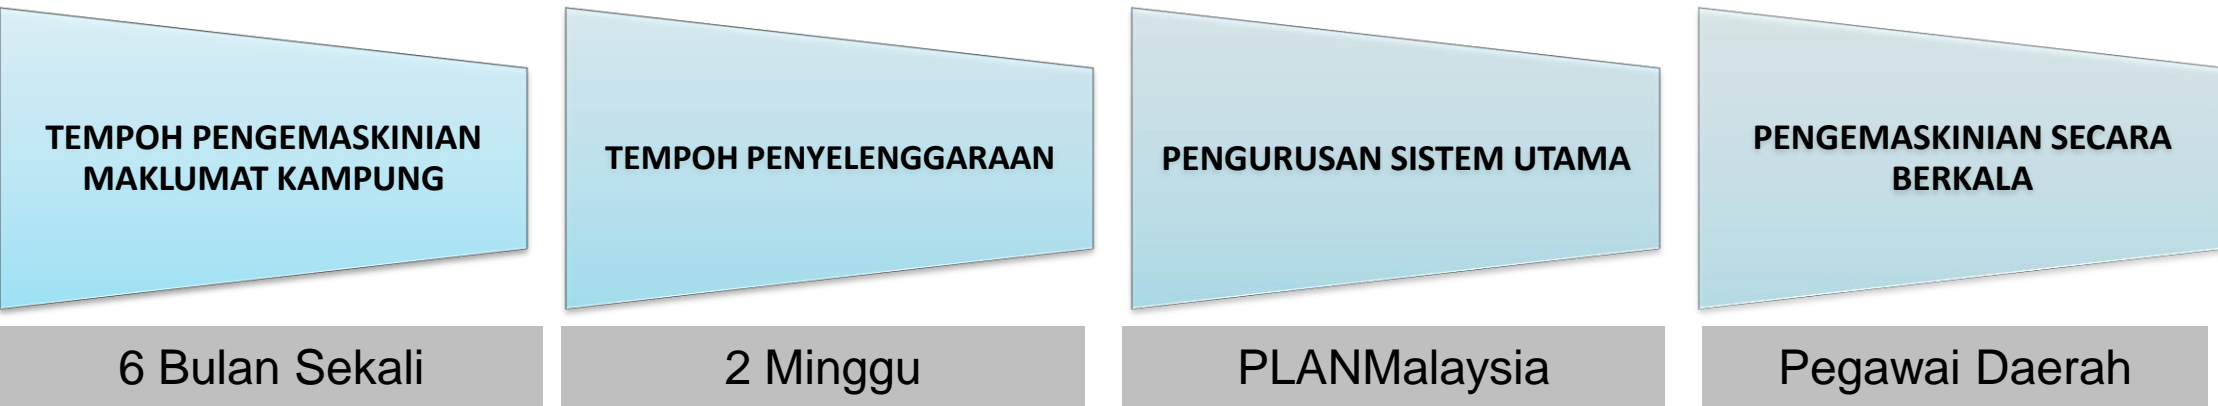 TEMPOH PENGEMASKINIAN
MAKLUMAT KAMPUNG
6 Bulan Sekali
TEMPOH PENYELENGGARAAN
2 Minggu
PENGURUSAN SISTEM UTAMA
PLANMalaysia
PENGEMASKINIAN SECARA
BERKALA
Pegawai Daerah